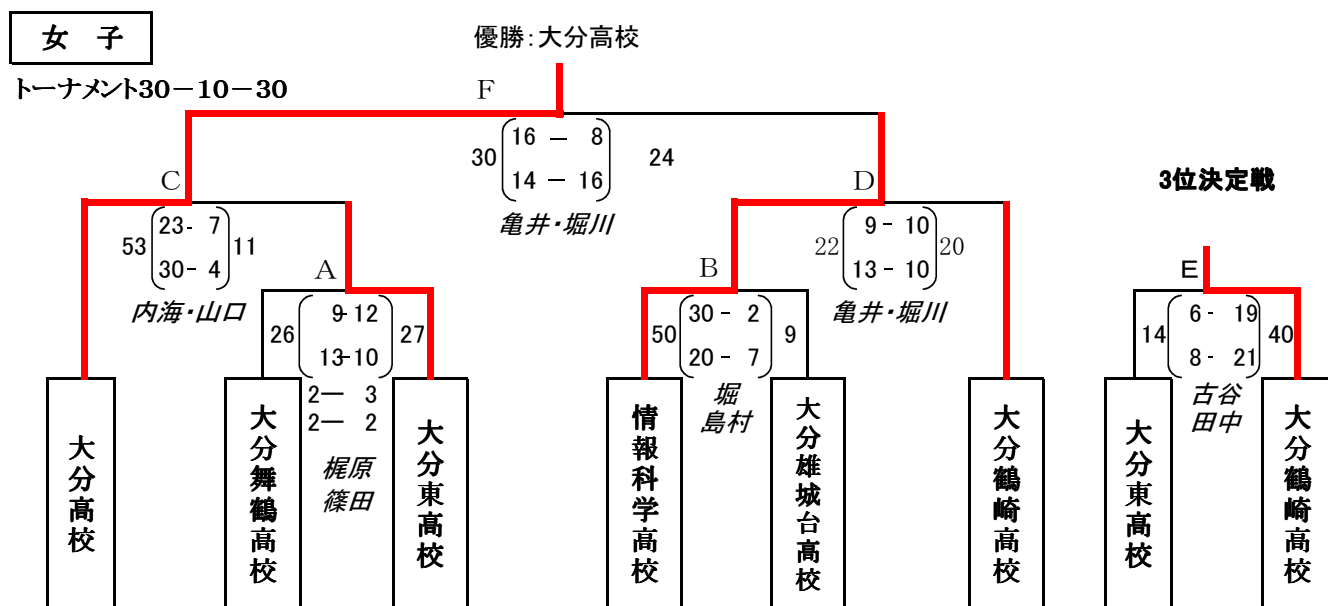 女 子
優勝：大分高校
トーナメント30－10－30
F
30 16 － 8 24
14 － 16
亀井・堀川
C
53 23- 7 11
30- 4
内海・山口
D
22 9- 10 20
13- 10
亀井・堀川
3位決定戦
A
26 9-12 27
13-10
2― 3
2― 2
梶原
篠田
B
50 30- 2 9
20- 7
堀
島村
E
14 6- 19 40
8- 21
古谷
田中
大分高校
大分舞鶴高校
大分東高校
情報科学高校
大分雄城台高校
大分鶴崎高校
大分東高校
大分鶴崎高校